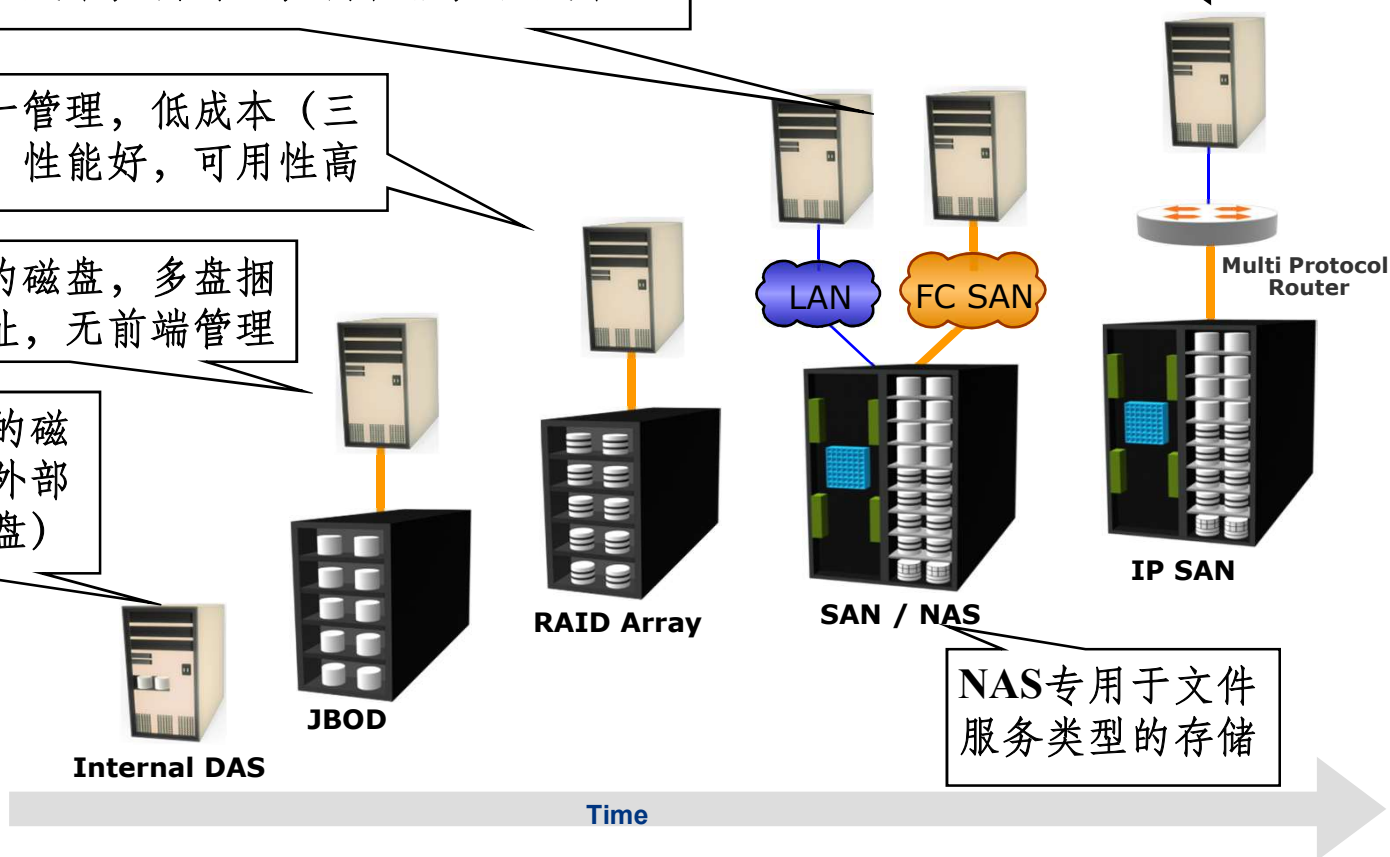 一管理，低成本（三
性能好，可用性高
的磁盘，多盘捆
址，无前端管理
的磁
外部
盘）
LAN
FC SAN
Multi Protocol
Router
IP SAN
SAN / NAS
RAID Array
JBOD
Internal DAS
NAS专用于文件
服务类型的存储
Time